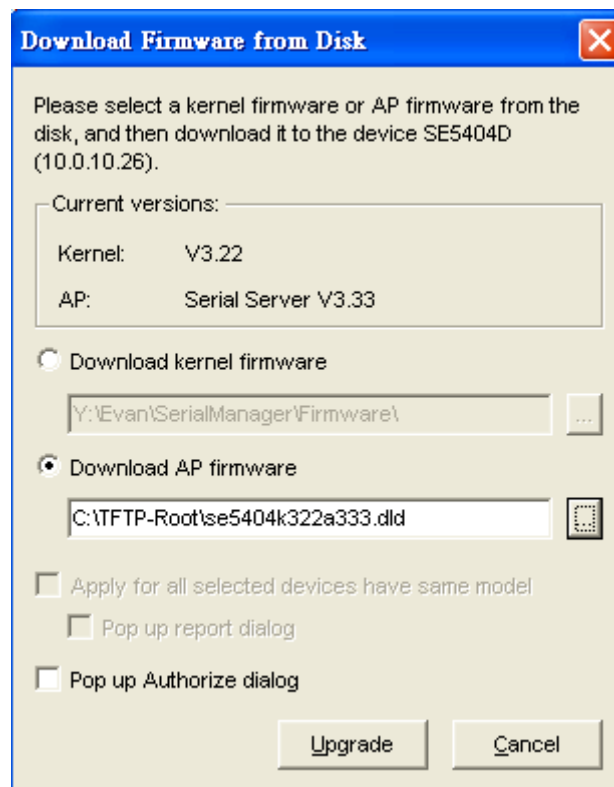 Download Firmware from Disk
Please select a kernel firmware or AP firmware from the
disk, and then download it to the device SE5404D
(10.0.10.26).
Current versions:
Kernel: V3.22
AP: Serial Server V3.33
Download kernel firmware
Y:\Evan\SerialManager\Firmware\
...
Download AP firmware
C:\TFTP-Root\se5404k322a333.dld
...
Apply for all selected devices have same model
Pop up report dialog
Pop up Authorize dialog
Upgrade Cancel